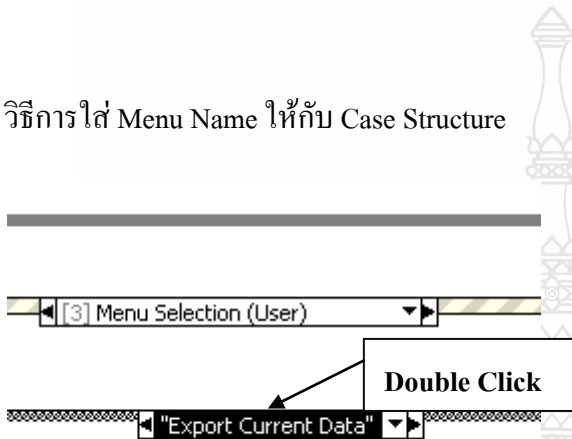 วิธีการใส่ Menu Name ให้กับ Case Structure
[3] Menu Selection (User)
Double Click
"Export Current Data"